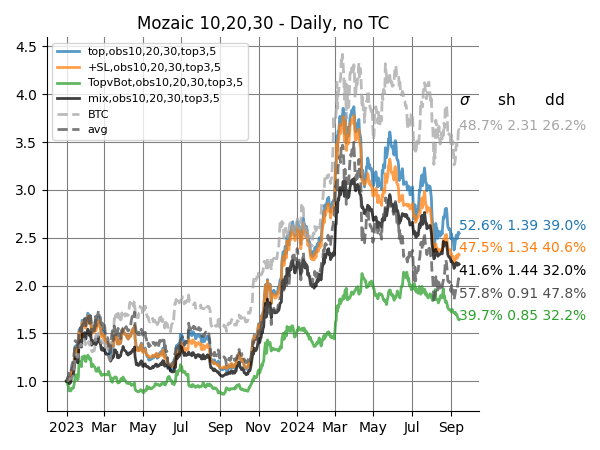 Mozaic 10,20,30 - Daily, no TC
top,obs10,20,30,top3,5
+SL,obs10,20,30,top3,5
TopvBot,obs10,20,30,top3,5
mix,obs10,20,30,top3,5
BTC
avg
4.5
4.0
3.5
3.0
2.5
2.0
1.5
1.0
σ sh dd
48.7% 2.31 26.2%
52.6% 1.39 39.0%
47.5% 1.34 40.6%
41.6% 1.44 32.0%
57.8% 0.91 47.8%
39.7% 0.85 32.2%
2023 Mar May Jul Sep Nov 2024 Mar May Jul Sep